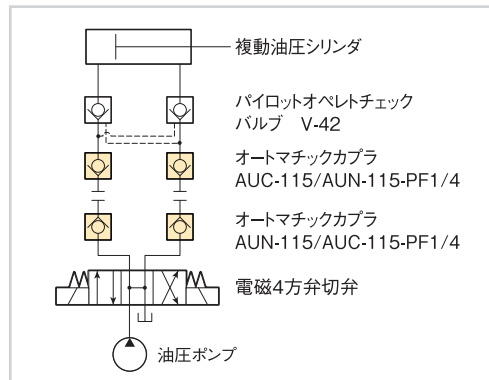 複動油圧シリンダ
パイロットオペレトチェック
バルブ V-42
オートマチックカプラ
AUC-115/AUN-115-PF1/4
オートマチックカプラ
AUN-115/AUC-115-PF1/4
電磁4方弁切弁
油圧ポンプ